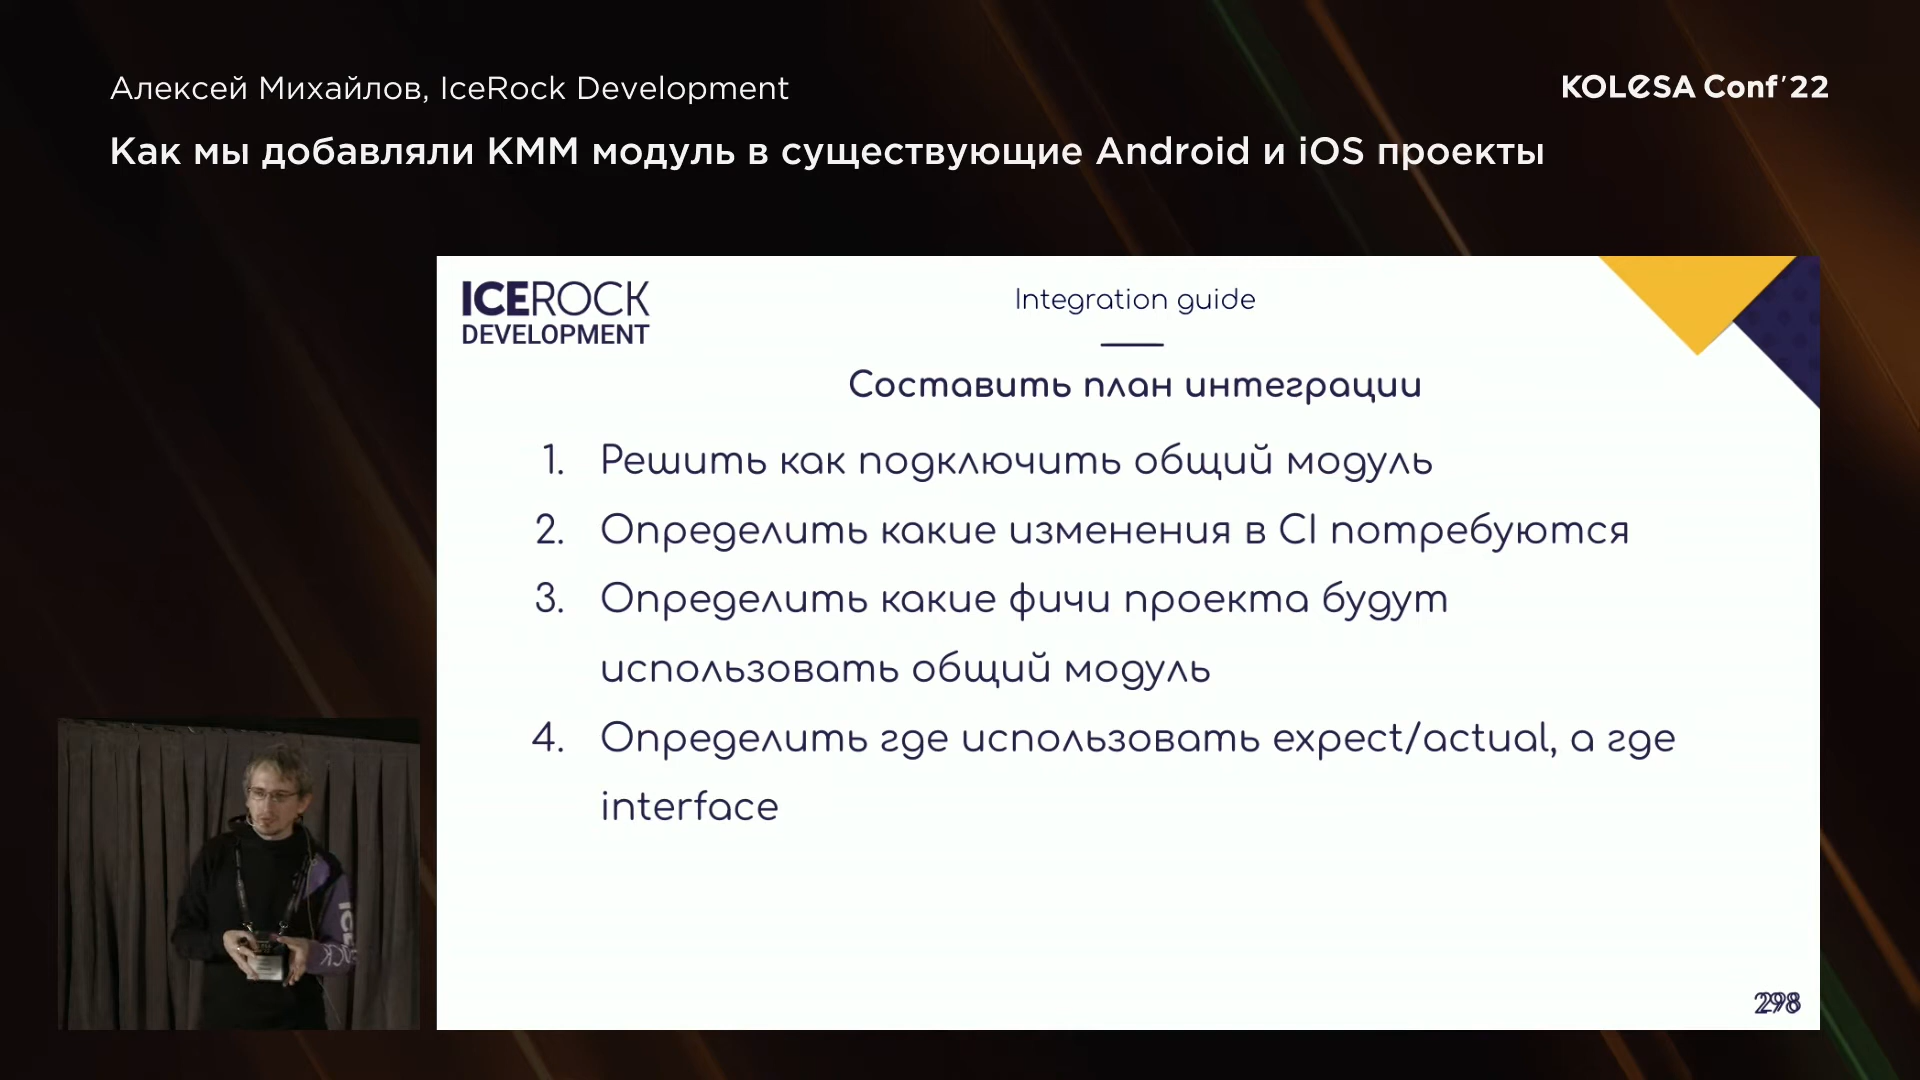 Алексей Михайлов, IceRock Development
KOLESA Conf'22
Как мы добавляли KMM модуль в существующие Android и iOS проекты
ICEROCK
DEVELOPMENT
Integration guide
Составить план интеграции
1. Решить как подключить общий модуль
2. Определить какие изменения в CI потребуются
3. Определить какие фичи проекта будут
использовать общий модуль
4. Определить где использовать expect/actual, а где
interface
298